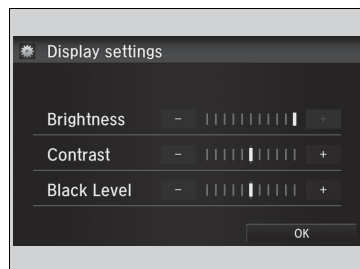 Display settings
Brightness - +
Contrast - +
Black Level - +
OK